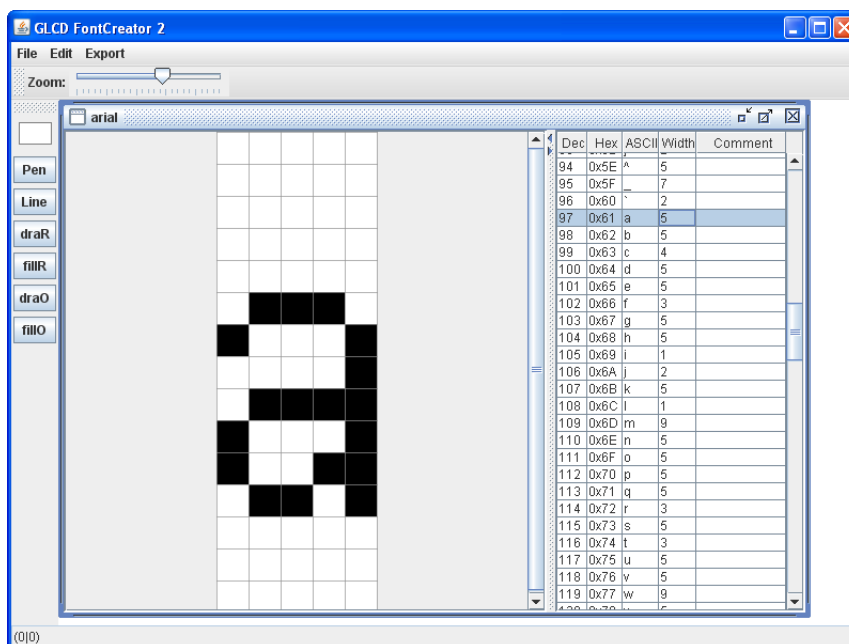 GLCD FontCreator 2
File Edit Export
Zoom:
arial
Pen
Line
draR
fillR
draO
fillO
Dec Hex ASCII Width Comment
94 0x5E ^ 5
95 0x5F _ 7
96 0x60 ` 2
97 0x61 a 5
98 0x62 b 5
99 0x63 c 4
100 0x64 d 5
101 0x65 e 5
102 0x66 f 3
103 0x67 g 5
104 0x68 h 5
105 0x69 i 1
106 0x6A j 2
107 0x6B k 5
108 0x6C l 1
109 0x6D m 9
110 0x6E n 5
111 0x6F o 5
112 0x70 p 5
113 0x71 q 5
114 0x72 r 3
115 0x73 s 5
116 0x74 t 3
117 0x75 u 5
118 0x76 v 5
119 0x77 w 9
(0|0)